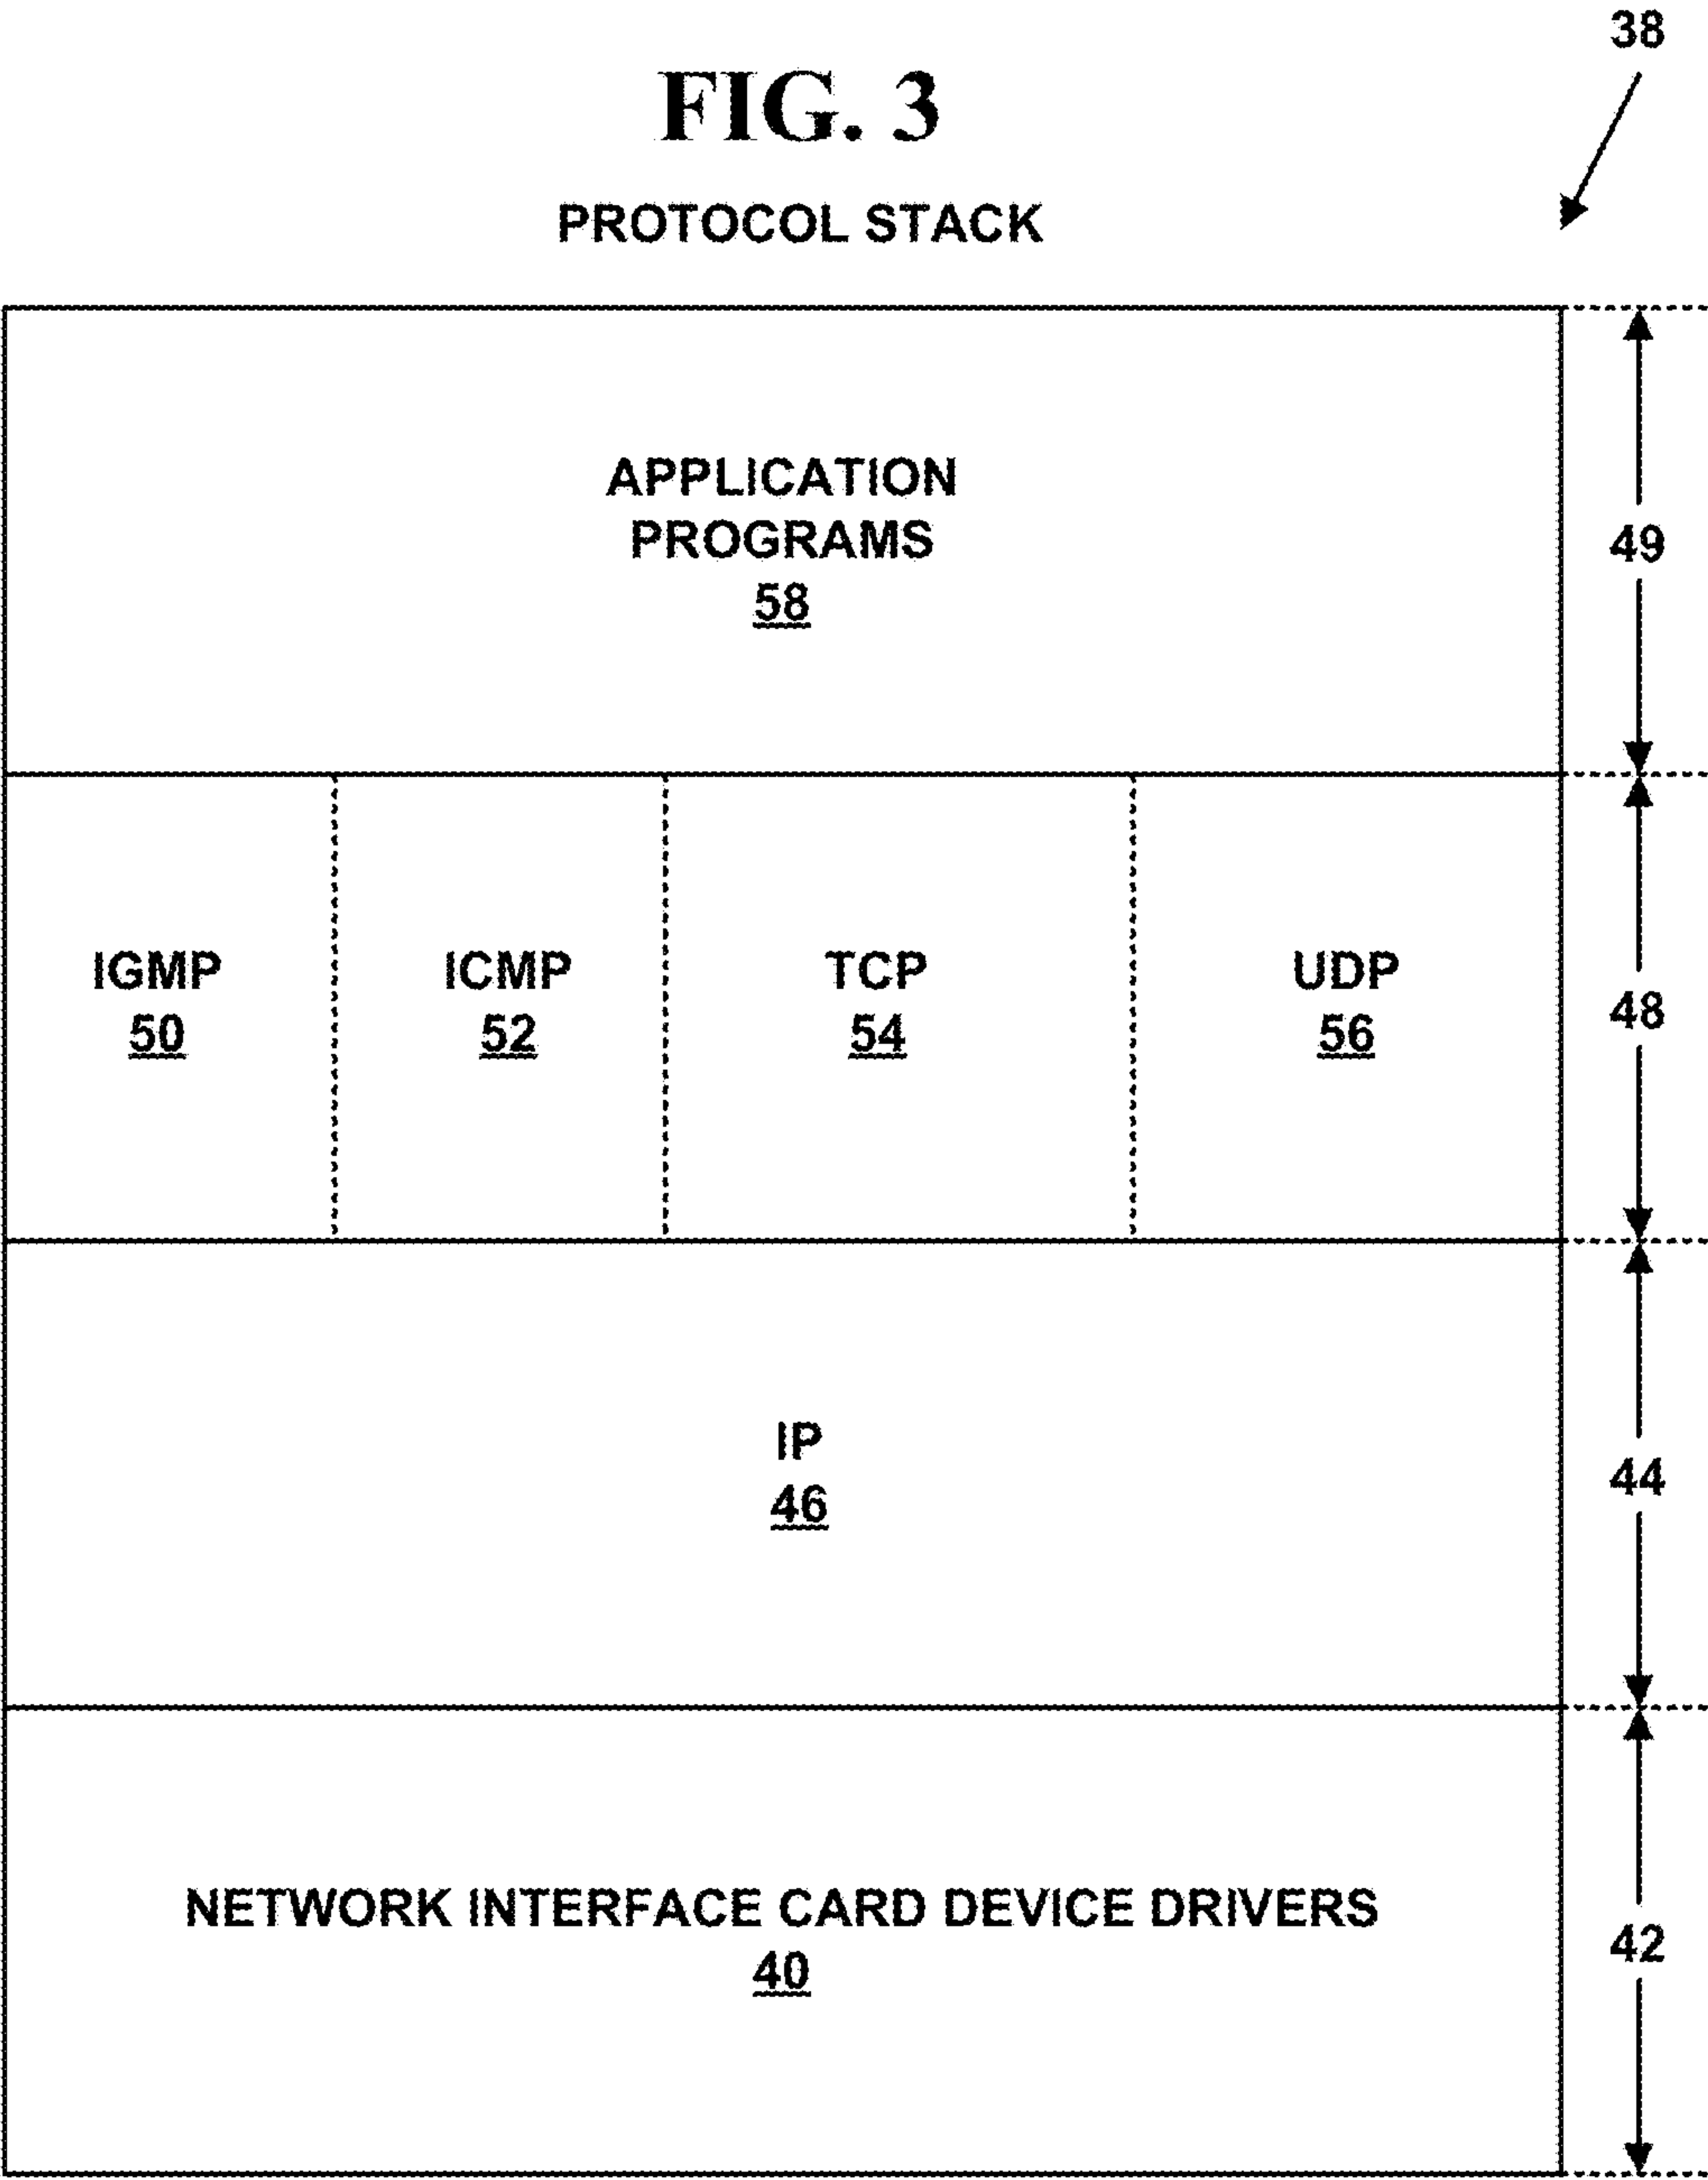 38
FIG. 3
PROTOCOL STACK
APPLICATION
PROGRAMS
58
49
IGMP
50
ICMP
52
TCP
54
UDP
56
48
IP
46
44
NETWORK INTERFACE CARD DEVICE DRIVERS
40
42